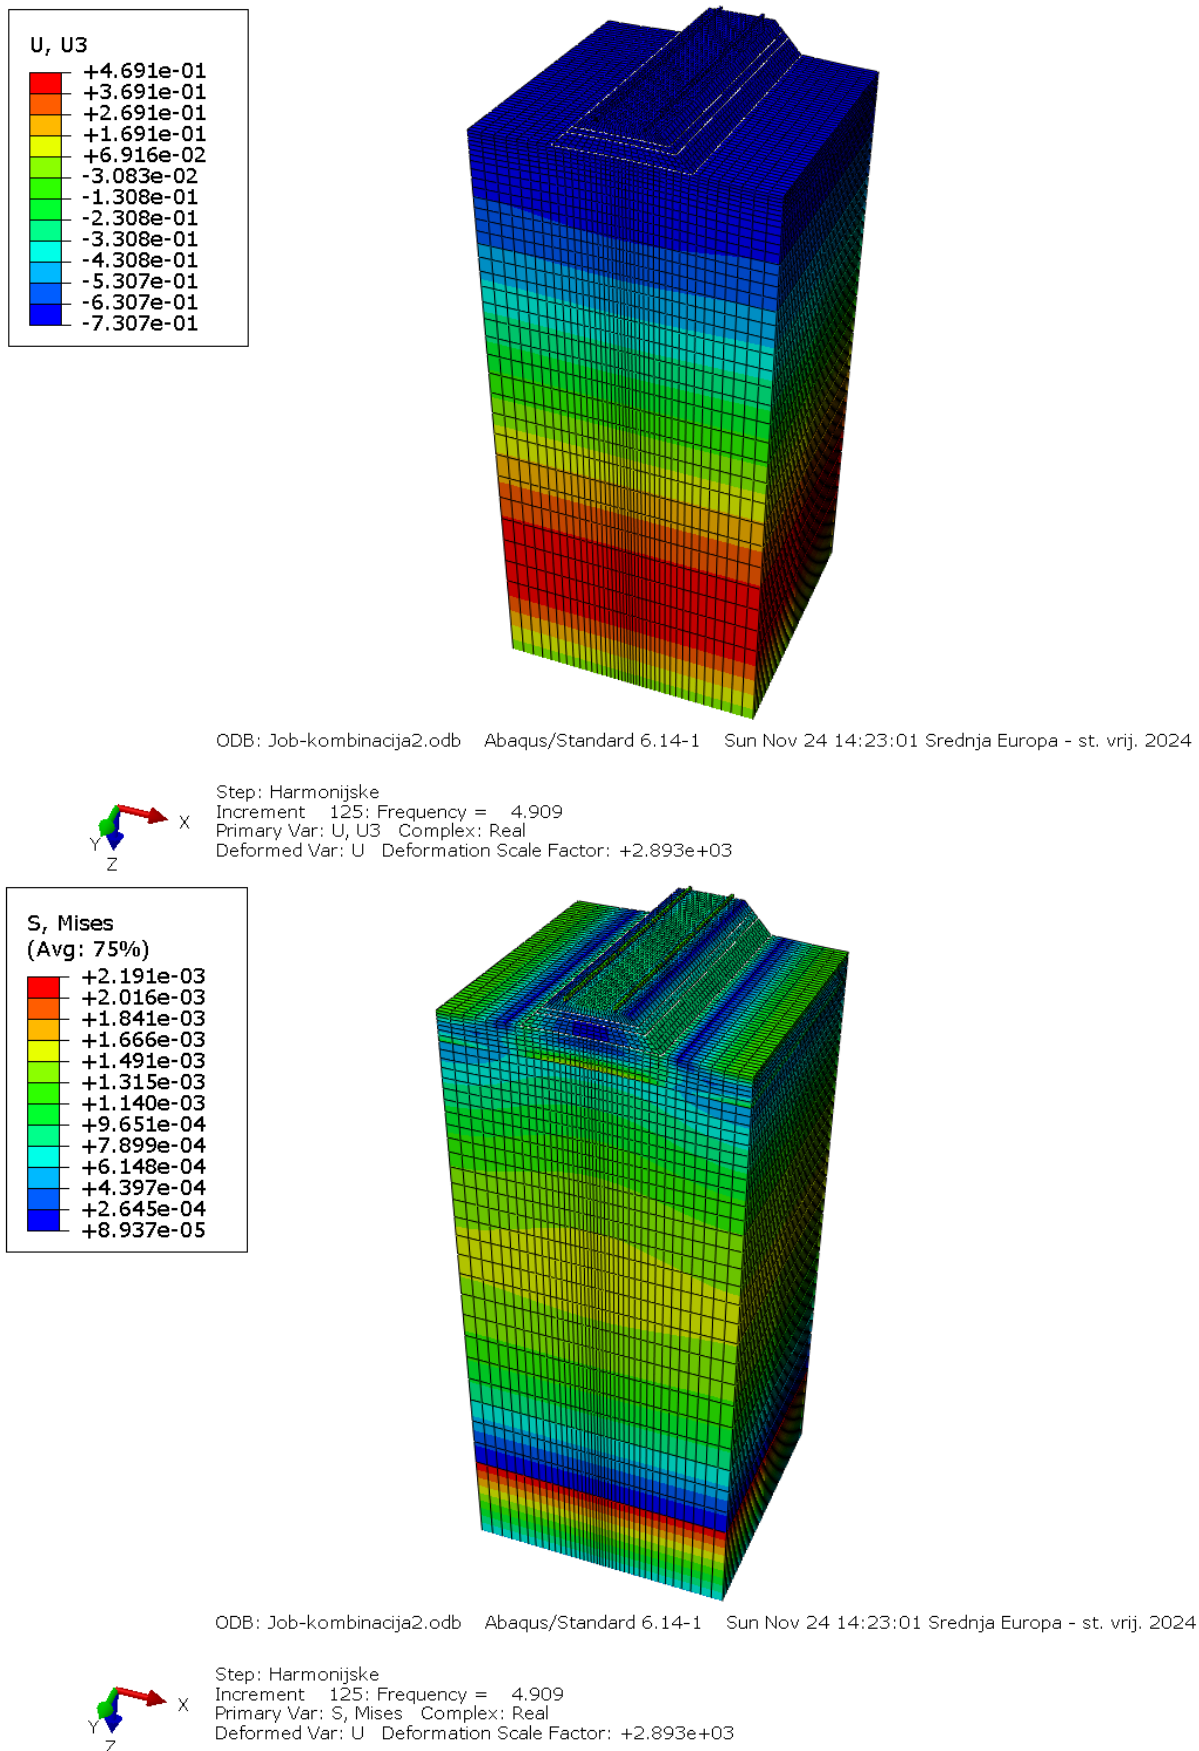 U, U3
+4.691e-01
+3.691e-01
+2.691e-01
+1.691e-01
+6.916e-02
-3.083e-02
-1.308e-01
-2.308e-01
-3.308e-01
-4.308e-01
-5.307e-01
-6.307e-01
-7.307e-01
ODB: Job-kombinacija2.odb    Abaqus/Standard 6.14-1    Sun Nov 24 14:23:01 Srednja Europa - st. vrij. 2024
X
Y
Z
Step: Harmonijske
Increment    125: Frequency =    4.909
Primary Var: U, U3   Complex: Real
Deformed Var: U   Deformation Scale Factor: +2.893e+03
S, Mises
(Avg: 75%)
+2.191e-03
+2.016e-03
+1.841e-03
+1.666e-03
+1.491e-03
+1.315e-03
+1.140e-03
+9.651e-04
+7.899e-04
+6.148e-04
+4.397e-04
+2.645e-04
+8.937e-05
ODB: Job-kombinacija2.odb    Abaqus/Standard 6.14-1    Sun Nov 24 14:23:01 Srednja Europa - st. vrij. 2024
X
Y
Z
Step: Harmonijske
Increment    125: Frequency =    4.909
Primary Var: S, Mises   Complex: Real
Deformed Var: U   Deformation Scale Factor: +2.893e+03